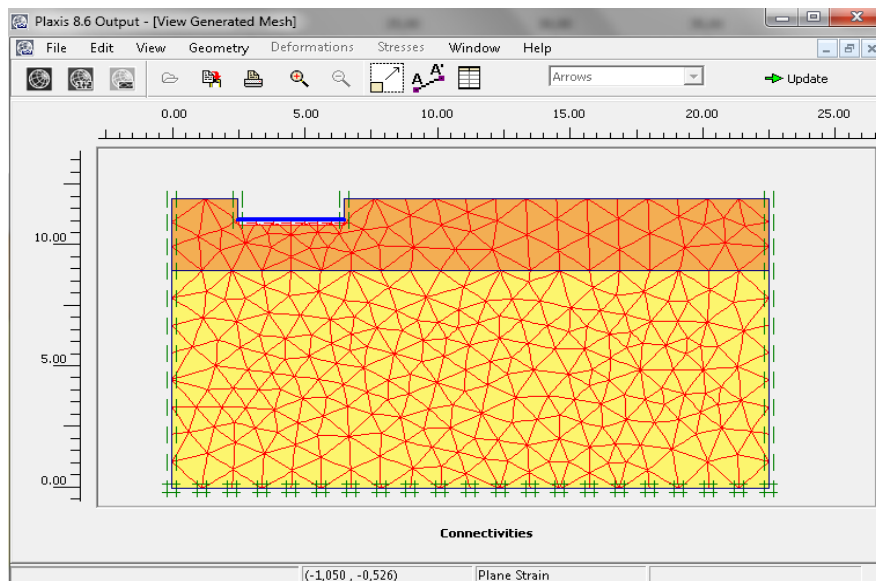 Plaxis 8.6 Output - [View Generated Mesh]
File Edit View Geometry Deformations Stresses Window Help
1+2
A A'
Arrows
Update
0.00 5.00 10.00 15.00 20.00 25.00
10.00
5.00
0.00
Connectivities
(-1,050 , -0,526) Plane Strain